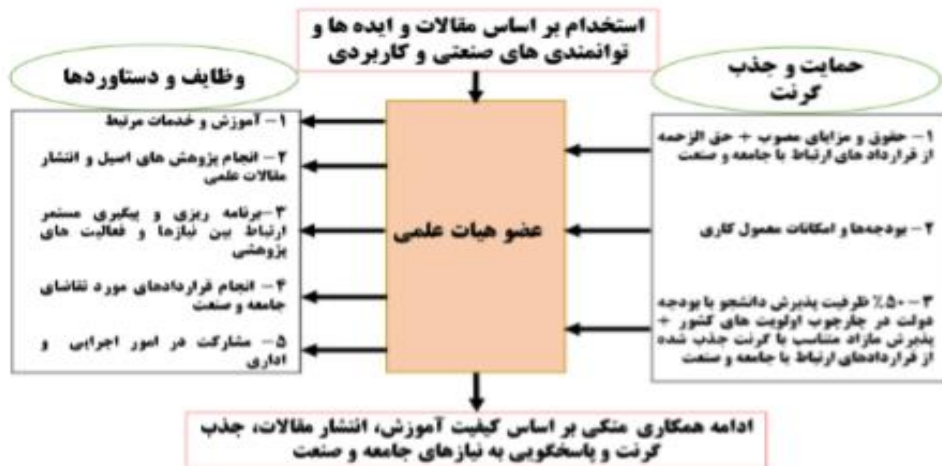 استخدام بر اساس مقالات و ایده ها و
توانمندی های صنعتی و کاربردی
حمایت و جذب
گرنت
۱- حقوق و مزایای مصوب + حق الزحمه
از قرارداد های ارتباط با جامعه و صنعت
۲- بودجه‌ها و امکانات معمول کاری
۳- ۵۰٪ ظرفیت پذیرش دانشجو با بودجه
دولت در چارچوب اولویت های کشور +
پذیرش مازاد متناسب با گرنت جذب شده
از قراردادهای ارتباط با جامعه و صنعت
عضو هیات علمی
وظایف و دستاوردها
۱- آموزش و خدمات مرتبط
۲- انجام پژوهش های اصیل و انتشار
مقالات علمی
۳-برنامه ریزی و پیگیری مستمر
ارتباط بین نیازها و فعالیت های
پژوهشی
۴- انجام قراردادهای مورد تقاضای
جامعه و صنعت
۵- مشارکت در امور اجرایی و
اداری
ادامه همکاری متکی بر اساس کیفیت آموزش، انتشار مقالات، جذب
گرنت و پاسخگویی به نیازهای جامعه و صنعت